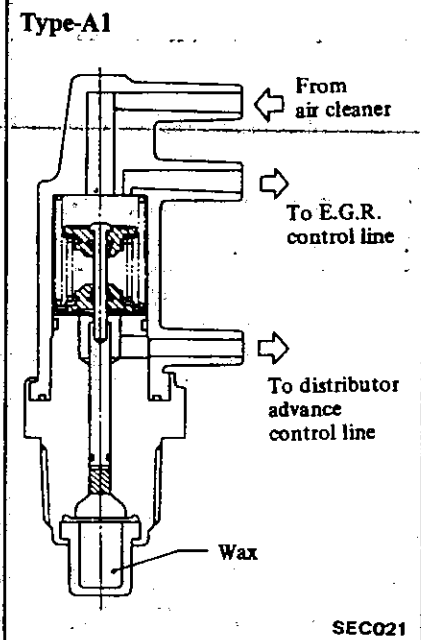 Type-A1
From
air cleaner
To E.G.R.
control line
To distributor
advance
control line
Wax
SEC021